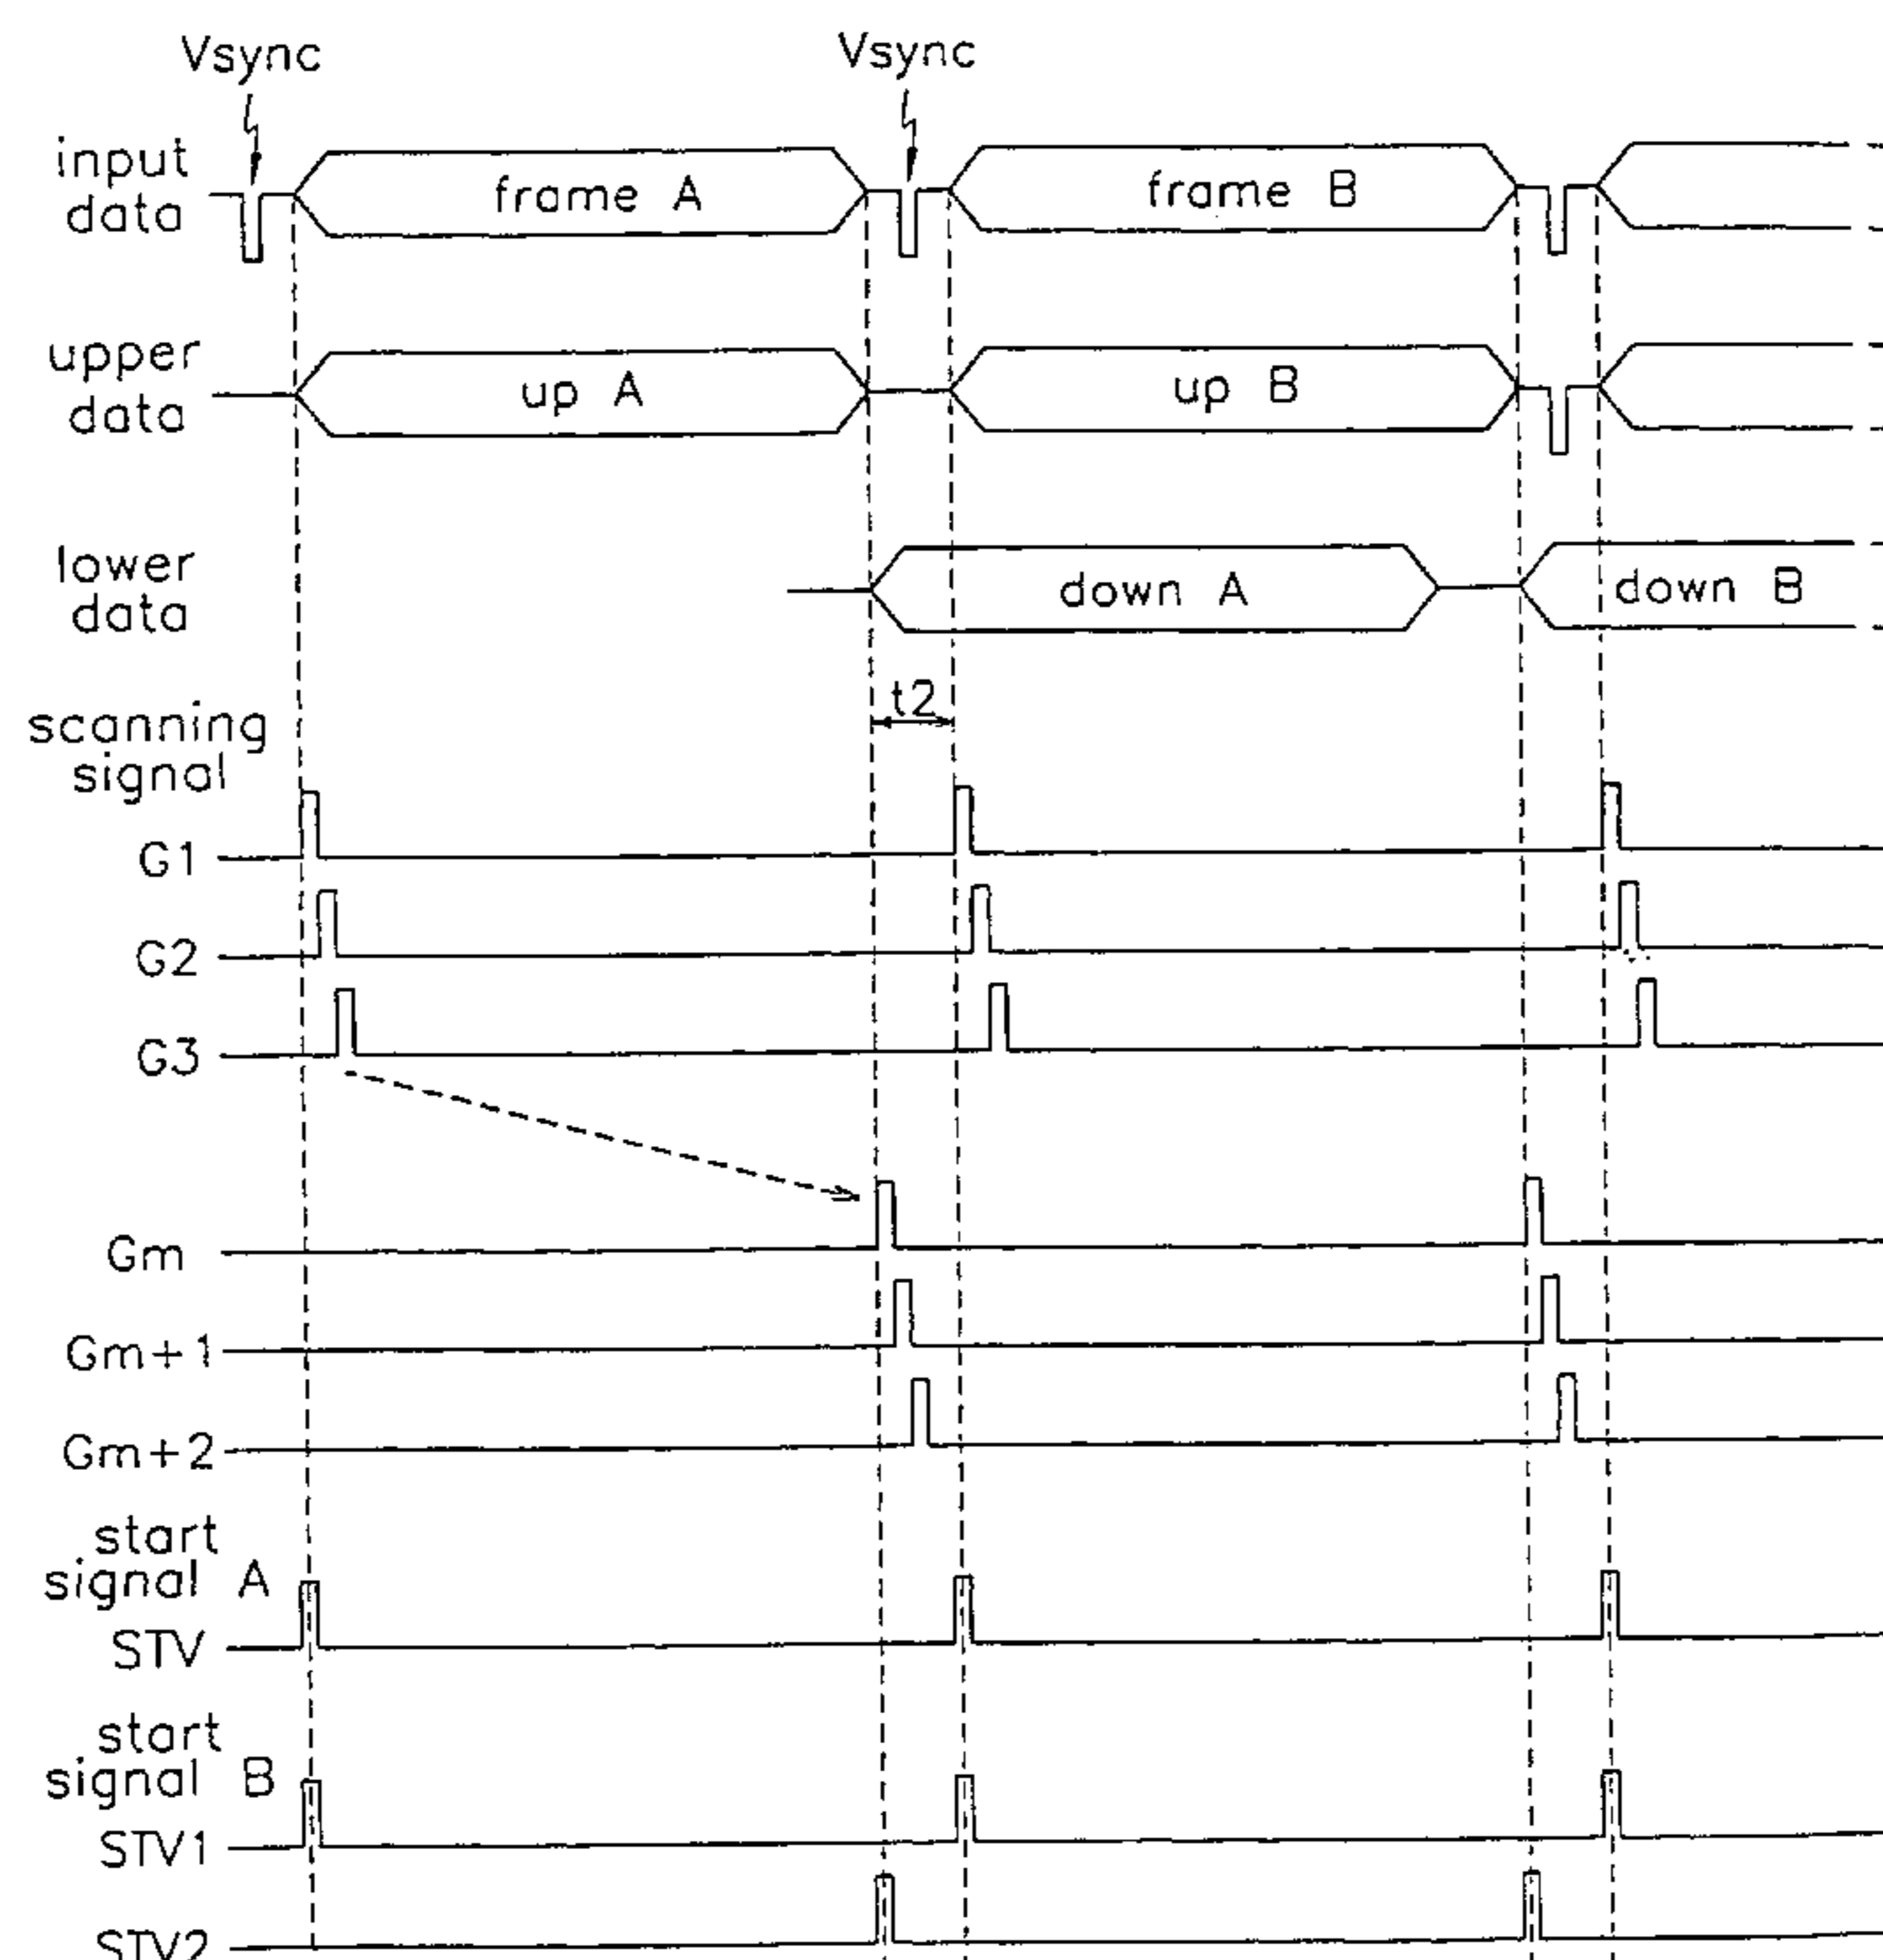 Vsync Vsync
input
data
frame A frame B
upper
data
up A up B
lower
data
down A down B
t2
scanning
signal
G1
G2
G3
Gm
Gm+1
Gm+2
start
signal A
STV
start
signal B
STV1
STV2